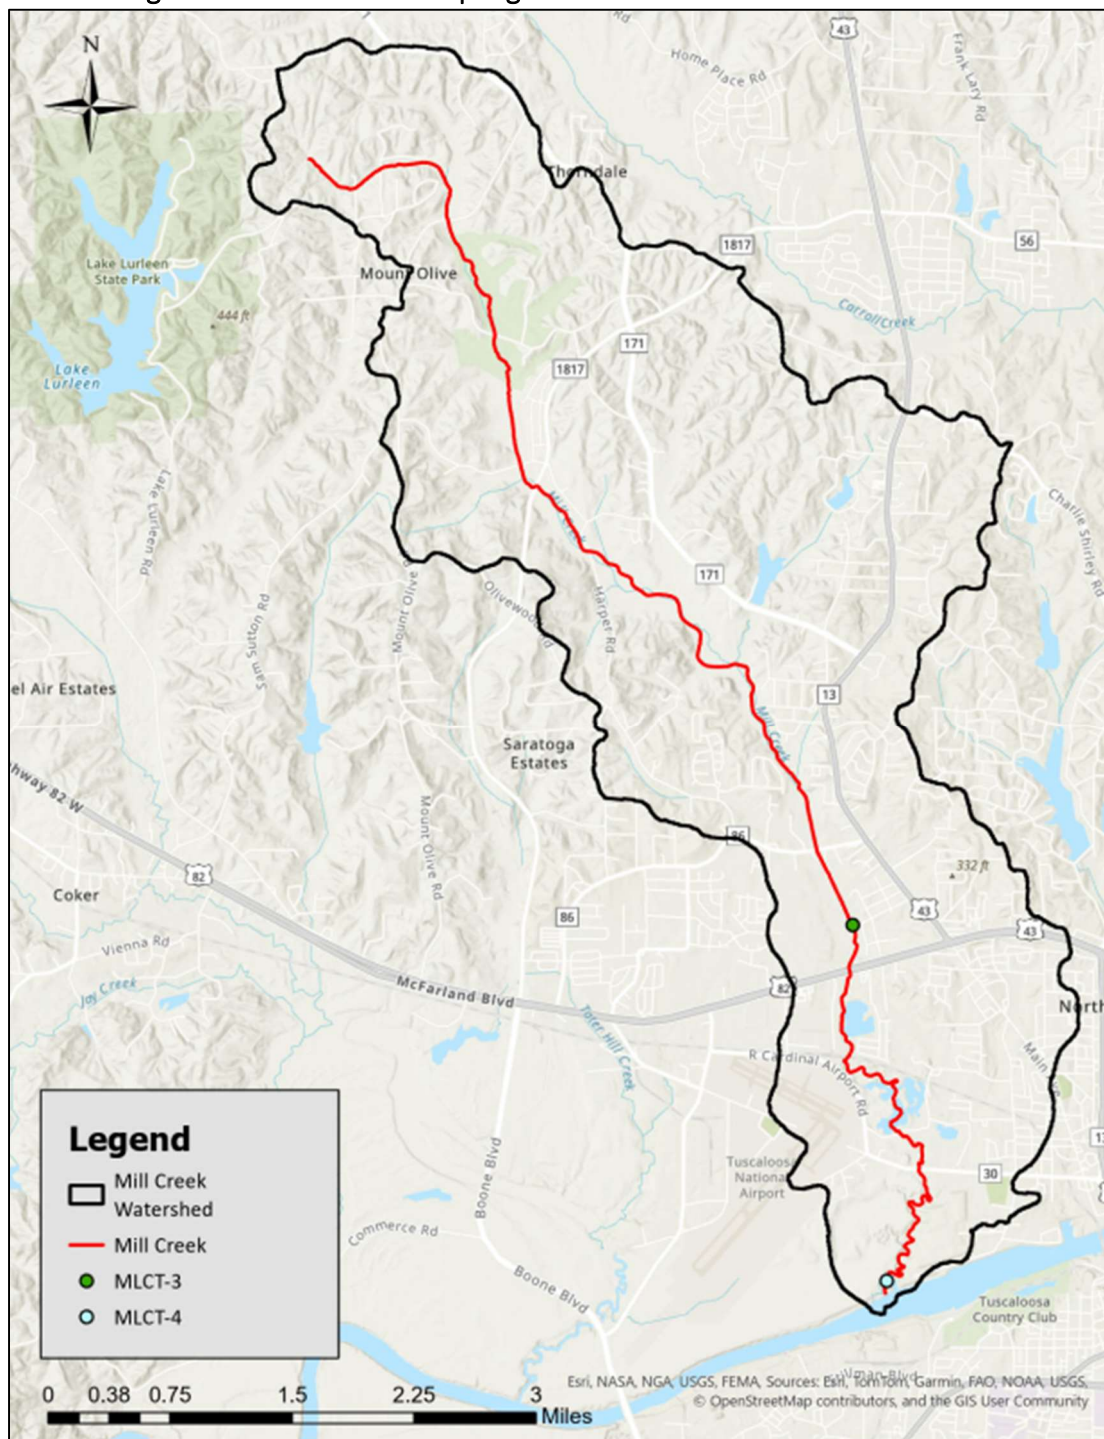 N
Rd
Home Place Rd
43
Frank Lary Rd
Thorndale
1817
56
Lake Lurleen
State Park
Mount Olive
444 ft
Carroll Creek
171
1817
Lake
Lurleen
Lake Lurleen Rd
Charlie Shirley Rd
171
Mount Olive
Harper Rd
Sam Sutton Rd
el Air Estates
13
Mill Creek
Saratoga
Estates
hway 82 W
Mount Olive Rd
86
82
332 ft
Coker
86
43
43
Vienna Rd
McFarland Blvd
82
Jay Creek
North
Tater Hill Creek
R Cardinal Airport Rd
Legend
Mill Creek
Watershed
Mill Creek
MLCT-3
MLCT-4
Boone Blvd
Tuscaloosa
National
Airport
30
Commerce Rd
Boone Blvd
Tuscaloosa
Country Club
0 0.38 0.75 1.5 2.25 3
Miles
Esri, NASA, NGA, USGS, FEMA, Sources: Esri, TomTom, Garmin, FAO, NOAA, USGS,
© OpenStreetMap contributors, and the GIS User Community